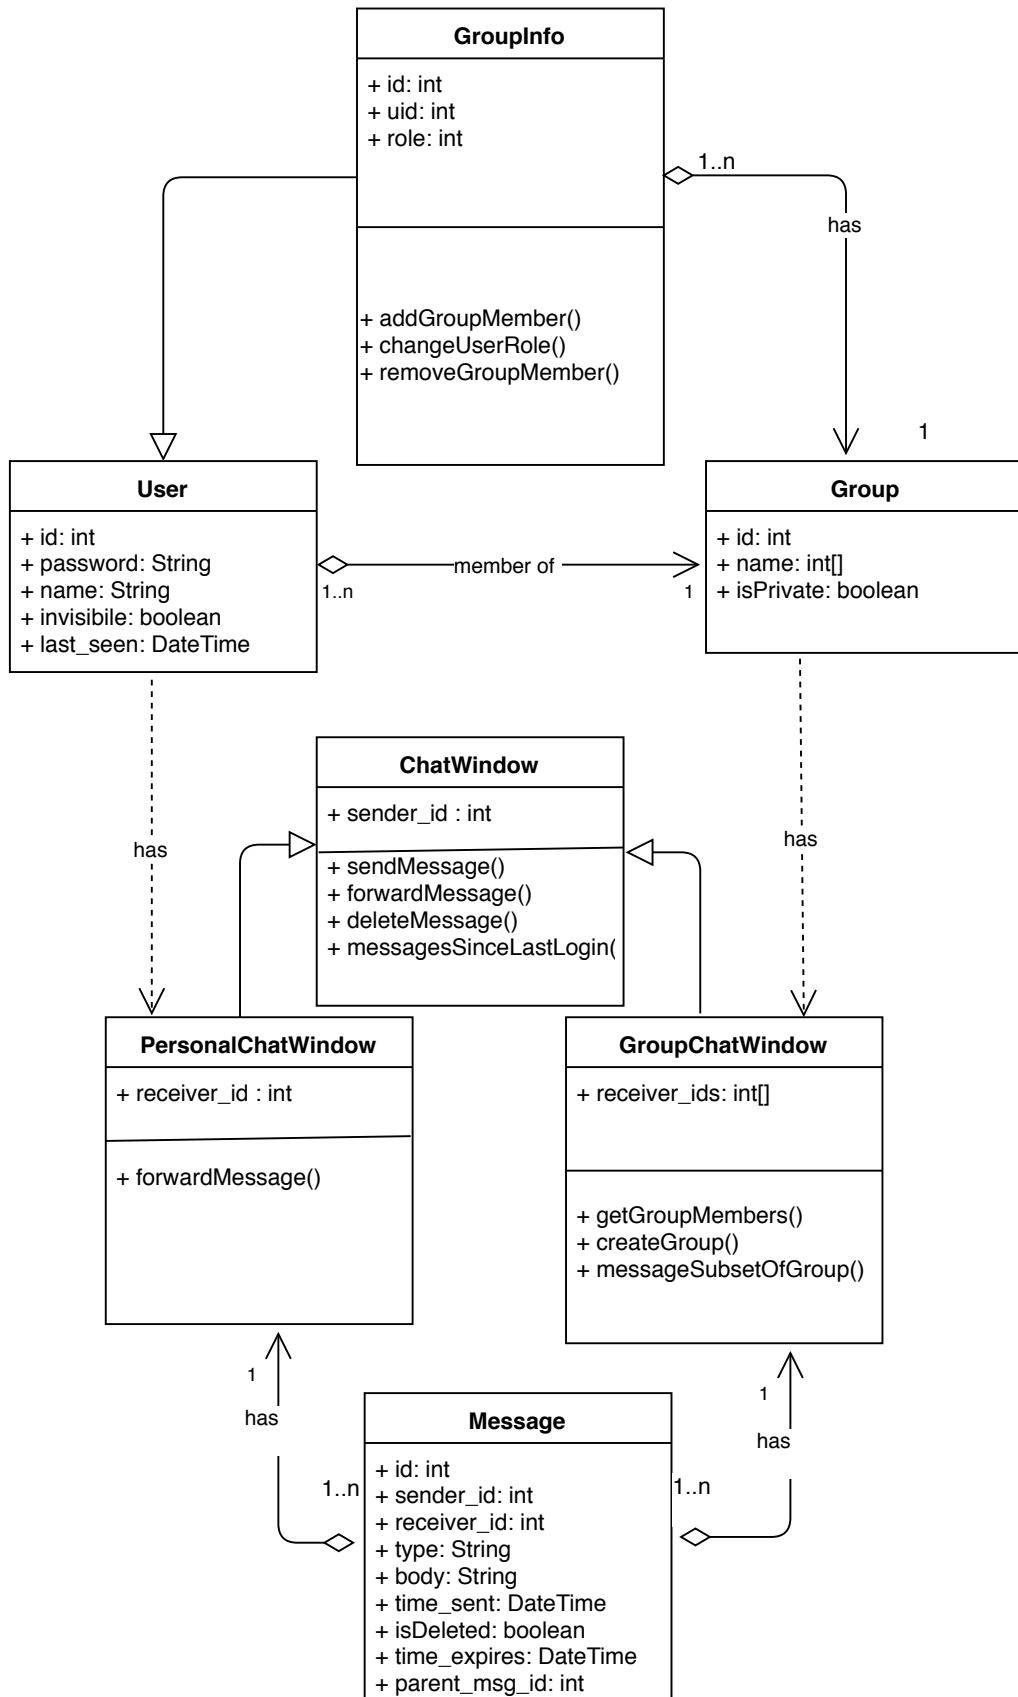 GroupInfo
+ id: int
+ uid: int
+ role: int
+ addGroupMember()
+ changeUserRole()
+ removeGroupMember()
1..n
has
1
User
+ id: int
+ password: String
+ name: String
+ invisibile: boolean
+ last_seen: DateTime
1..n
member of
1
Group
+ id: int
+ name: int[]
+ isPrivate: boolean
has
has
ChatWindow
+ sender_id : int
+ sendMessage()
+ forwardMessage()
+ deleteMessage()
+ messagesSinceLastLogin(
PersonalChatWindow
+ receiver_id : int
+ forwardMessage()
GroupChatWindow
+ receiver_ids: int[]
+ getGroupMembers()
+ createGroup()
+ messageSubsetOfGroup()
1
has
1..n
1
has
1..n
Message
+ id: int
+ sender_id: int
+ receiver_id: int
+ type: String
+ body: String
+ time_sent: DateTime
+ isDeleted: boolean
+ time_expires: DateTime
+ parent_msg_id: int